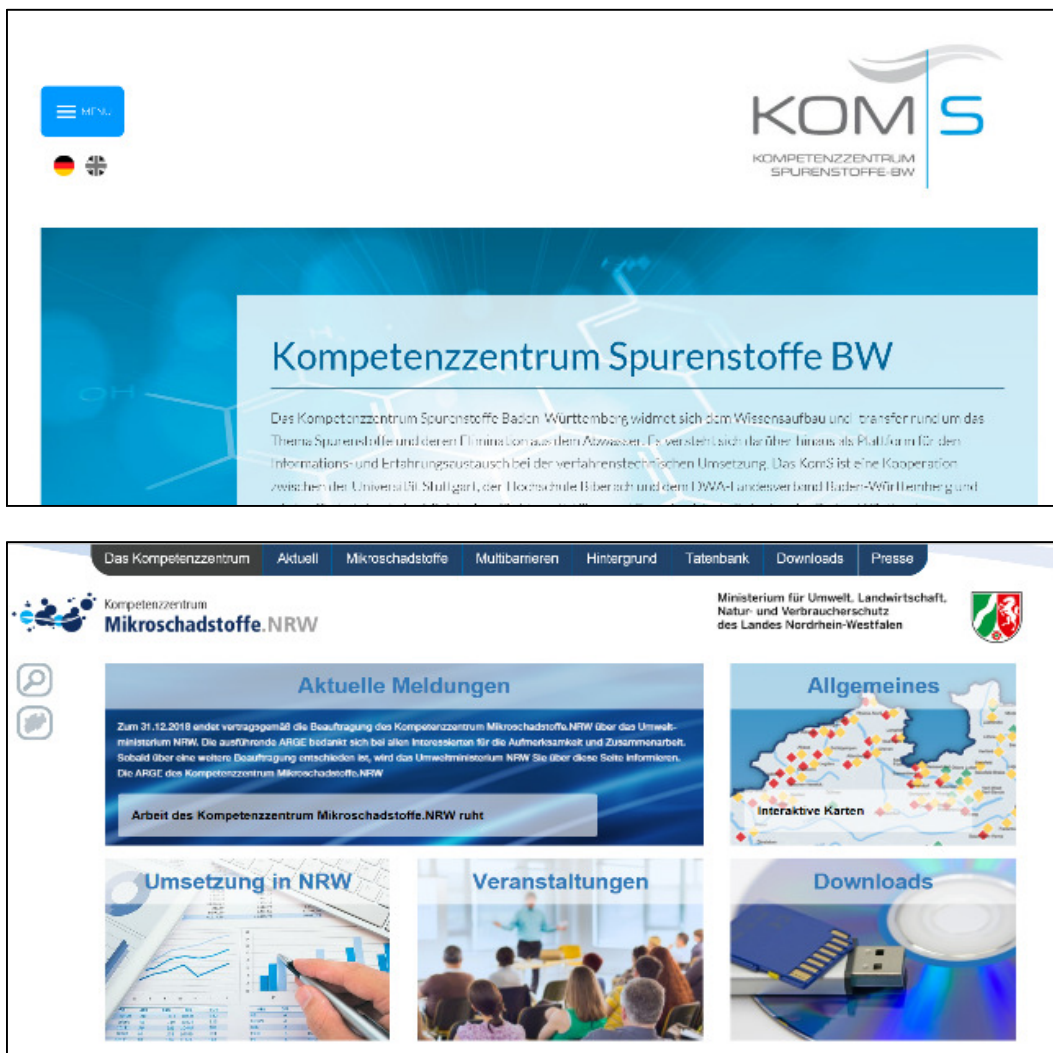 MENU
KOM S
KOMPETENZZENTRUM
SPURENSTOFFE-BW
OH
Kompetenzzentrum Spurenstoffe BW
Das Kompetenzzentrum Spurenstoffe Baden-Württemberg widmet sich dem Wissensaufbau und -transfer rund um das
Thema Spurenstoffe und deren Elimination aus dem Abwasser. Es versteht sich darüber hinaus als Plattform für den
Informations- und Erfahrungsaustausch bei der verfahrenstechnischen Umsetzung. Das KomS ist eine Kooperation
zwischen der Universität Stuttgart, der Hochschule Biberach und dem DWA-Landesverband Baden-Württemberg und
Das Kompetenzzentrum Aktuell Mikroschadstoffe Multibarrieren Hintergrund Tatenbank Downloads Presse
Kompetenzzentrum
Mikroschadstoffe.NRW
Ministerium für Umwelt, Landwirtschaft,
Natur- und Verbraucherschutz
des Landes Nordrhein-Westfalen
Aktuelle Meldungen
Zum 31.12.2018 endet vertragsgemäß die Beauftragung des Kompetenzzentrum Mikroschadstoffe.NRW über das Umwelt-
ministerium NRW. Die ausführende ARGE bedankt sich bei allen Interessierten für die Aufmerksamkeit und Zusammenarbeit.
Sobald über eine weitere Beauftragung entschieden ist, wird das Umweltministerium NRW Sie über diese Seite informieren.
Die ARGE des Kompetenzzentrum Mikroschadstoffe.NRW
Arbeit des Kompetenzzentrum Mikroschadstoffe.NRW ruht
Allgemeines
Interaktive Karten
Umsetzung in NRW
Veranstaltungen
Downloads